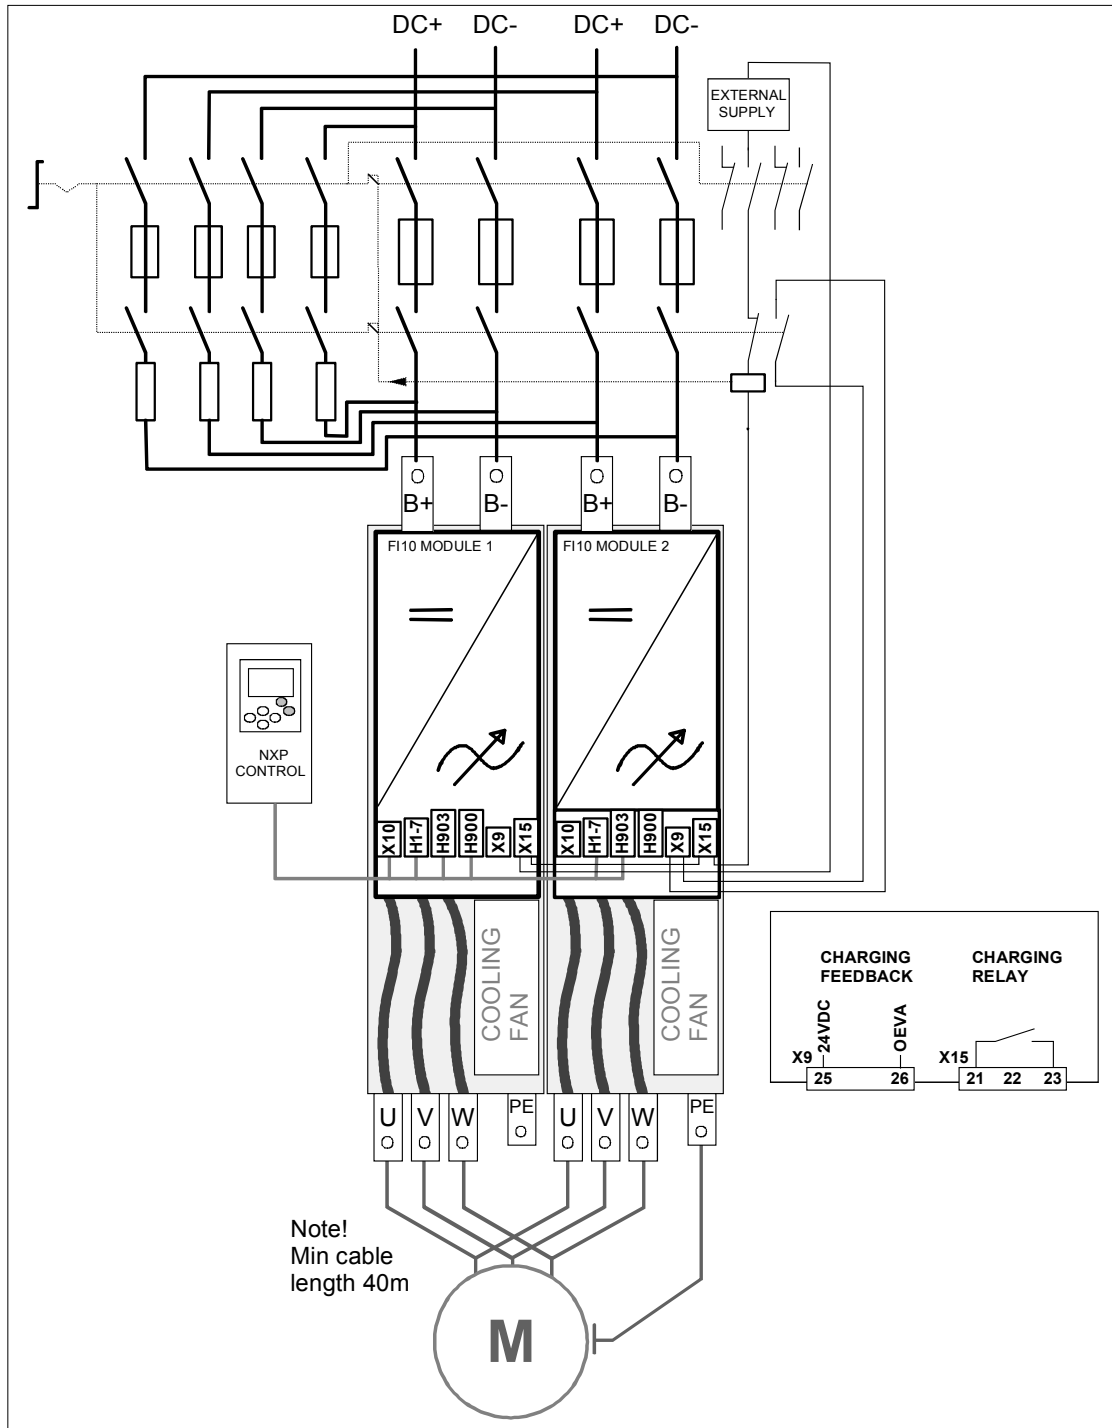 DC+ DC- DC+ DC-
EXTERNAL
SUPPLY
B+ B- B+ B-
FI10 MODULE 1
FI10 MODULE 2
NXP
CONTROL
X10 H1-7 H903 H900 X9 X15
X10 H1-7 H903 H900 X9 X15
COOLING
FAN
COOLING
FAN
CHARGING
FEEDBACK
CHARGING
RELAY
24VDC
OEVA
X9
25 26
X15
21 22 23
U V W PE U V W PE
Note!
Min cable
length 40m
M